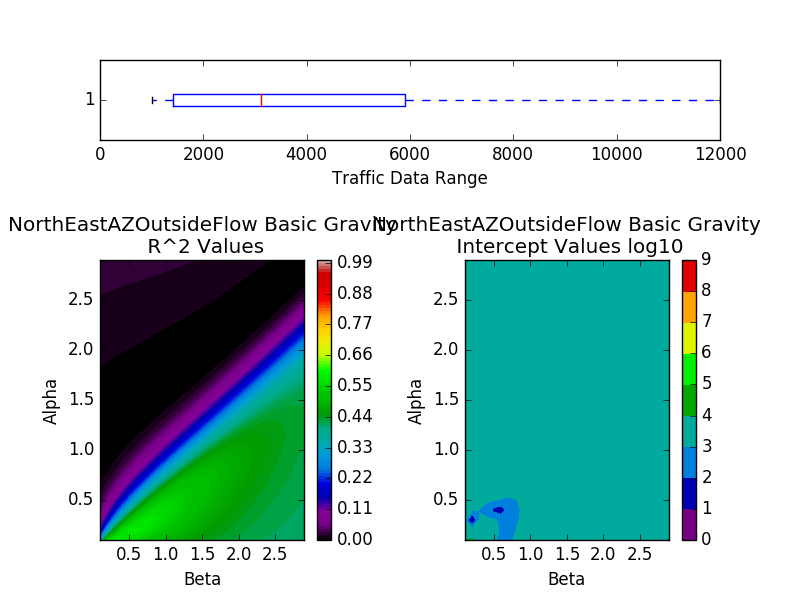 1
0 2000 4000 6000 8000 10000 12000
Traffic Data Range
NorthEastAZOutsideFlow Basic Gravity
R^2 Values
2.5
2.0
1.5
1.0
0.5
Alpha
0.5 1.0 1.5 2.0 2.5
Beta
0.99
0.88
0.77
0.66
0.55
0.44
0.33
0.22
0.11
0.00
NorthEastAZOutsideFlow Basic Gravity
Intercept Values log10
2.5
2.0
1.5
1.0
0.5
Alpha
0.5 1.0 1.5 2.0 2.5
Beta
9
8
7
6
5
4
3
2
1
0